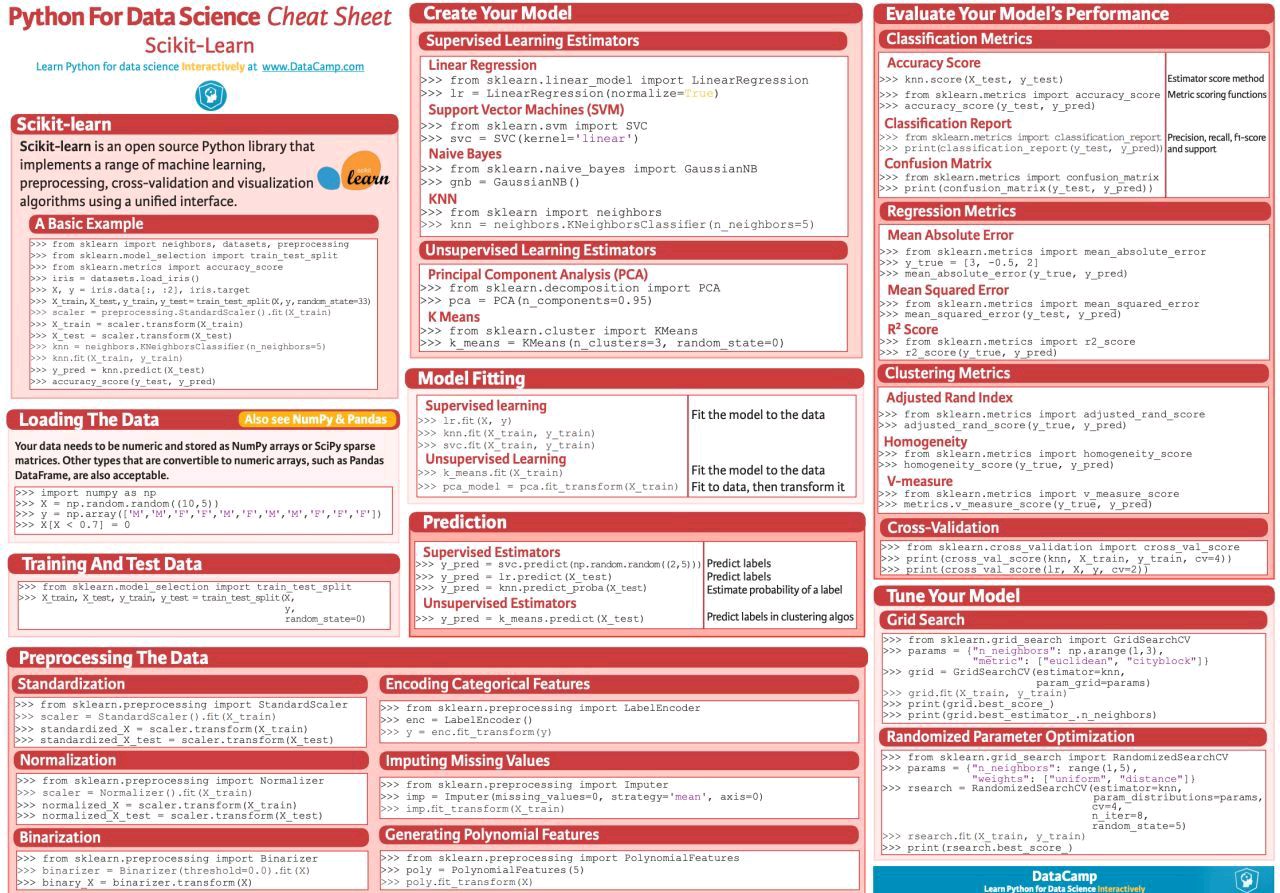 Python For Data Science Cheat Sheet
Scikit-Learn
Learn Python for data science Interactively at www.DataCamp.com
Scikit-learn
Scikit-learn is an open source Python library that
implements a range of machine learning,
preprocessing, cross-validation and visualization
algorithms using a unified interface.
learn
A Basic Example
>>> from sklearn import neighbors, datasets, preprocessing
>>> from sklearn.model_selection import train_test_split
>>> from sklearn.metrics import accuracy_score
>>> iris = datasets.load_iris()
>>> X, y = iris.data[:, :2], iris.target
>>> X_train, X_test, y_train, y_test = train_test_split(X, y, random_state=33)
>>> scaler = preprocessing.StandardScaler().fit(X_train)
>>> X_train = scaler.transform(X_train)
>>> X_test = scaler.transform(X_test)
>>> knn = neighbors.KNeighborsClassifier(n_neighbors=5)
>>> knn.fit(X_train, y_train)
>>> y_pred = knn.predict(X_test)
>>> accuracy_score(y_test, y_pred)
Loading The Data
Also see NumPy & Pandas
Your data needs to be numeric and stored as NumPy arrays or SciPy sparse
matrices. Other types that are convertible to numeric arrays, such as Pandas
DataFrame, are also acceptable.
>>> import numpy as np
>>> X = np.random.random((10,5))
>>> y = np.array(['M','M','F','F','M','F','M','M','F','F','F'])
>>> X[X < 0.7] = 0
Training And Test Data
>>> from sklearn.model_selection import train_test_split
>>> X_train, X_test, y_train, y_test = train_test_split(X,
y,
random_state=0)
Create Your Model
Supervised Learning Estimators
Linear Regression
>>> from sklearn.linear_model import LinearRegression
>>> lr = LinearRegression(normalize=True)
Support Vector Machines (SVM)
>>> from sklearn.svm import SVC
>>> svc = SVC(kernel='linear')
Naive Bayes
>>> from sklearn.naive_bayes import GaussianNB
>>> gnb = GaussianNB()
KNN
>>> from sklearn import neighbors
>>> knn = neighbors.KNeighborsClassifier(n_neighbors=5)
Unsupervised Learning Estimators
Principal Component Analysis (PCA)
>>> from sklearn.decomposition import PCA
>>> pca = PCA(n_components=0.95)
K Means
>>> from sklearn.cluster import KMeans
>>> k_means = KMeans(n_clusters=3, random_state=0)
Model Fitting
Supervised learning
>>> lr.fit(X, y)
>>> knn.fit(X_train, y_train)
>>> svc.fit(X_train, y_train)
Fit the model to the data
Unsupervised Learning
>>> k_means.fit(X_train)
Fit the model to the data
>>> pca_model = pca.fit_transform(X_train)
Fit to data, then transform it
Prediction
Supervised Estimators
>>> y_pred = svc.predict(np.random.random((2,5)))
Predict labels
>>> y_pred = lr.predict(X_test)
Predict labels
>>> y_pred = knn.predict_proba(X_test)
Estimate probability of a label
Unsupervised Estimators
>>> y_pred = k_means.predict(X_test)
Predict labels in clustering algos
Preprocessing The Data
Standardization
>>> from sklearn.preprocessing import StandardScaler
>>> scaler = StandardScaler().fit(X_train)
>>> standardized_X = scaler.transform(X_train)
>>> standardized_X_test = scaler.transform(X_test)
Normalization
>>> from sklearn.preprocessing import Normalizer
>>> scaler = Normalizer().fit(X_train)
>>> normalized_X = scaler.transform(X_train)
>>> normalized_X_test = scaler.transform(X_test)
Binarization
>>> from sklearn.preprocessing import Binarizer
>>> binarizer = Binarizer(threshold=0.0).fit(X)
>>> binary_X = binarizer.transform(X)
Encoding Categorical Features
>>> from sklearn.preprocessing import LabelEncoder
>>> enc = LabelEncoder()
>>> y = enc.fit_transform(y)
Imputing Missing Values
>>> from sklearn.preprocessing import Imputer
>>> imp = Imputer(missing_values=0, strategy='mean', axis=0)
>>> imp.fit_transform(X_train)
Generating Polynomial Features
>>> from sklearn.preprocessing import PolynomialFeatures
>>> poly = PolynomialFeatures(5)
>>> poly.fit_transform(X)
Evaluate Your Model's Performance
Classification Metrics
Accuracy Score
>>> knn.score(X_test, y_test)
Estimator score method
>>> from sklearn.metrics import accuracy_score
Metric scoring functions
>>> accuracy_score(y_test, y_pred)
Classification Report
>>> from sklearn.metrics import classification_report
>>> print(classification_report(y_test, y_pred))
Precision, recall, f1-score
and support
Confusion Matrix
>>> from sklearn.metrics import confusion_matrix
>>> print(confusion_matrix(y_test, y_pred))
Regression Metrics
Mean Absolute Error
>>> from sklearn.metrics import mean_absolute_error
>>> y_true = [3, -0.5, 2]
>>> mean_absolute_error(y_true, y_pred)
Mean Squared Error
>>> from sklearn.metrics import mean_squared_error
>>> mean_squared_error(y_test, y_pred)
R² Score
>>> from sklearn.metrics import r2_score
>>> r2_score(y_true, y_pred)
Clustering Metrics
Adjusted Rand Index
>>> from sklearn.metrics import adjusted_rand_score
>>> adjusted_rand_score(y_true, y_pred)
Homogeneity
>>> from sklearn.metrics import homogeneity_score
>>> homogeneity_score(y_true, y_pred)
V-measure
>>> from sklearn.metrics import v_measure_score
>>> metrics.v_measure_score(y_true, y_pred)
Cross-Validation
>>> from sklearn.cross_validation import cross_val_score
>>> print(cross_val_score(knn, X_train, y_train, cv=4))
>>> print(cross_val_score(lr, X, y, cv=2))
Tune Your Model
Grid Search
>>> from sklearn.grid_search import GridSearchCV
>>> params = {"n_neighbors": np.arange(1,3),
"metric": ["euclidean", "cityblock"]}
>>> grid = GridSearchCV(estimator=knn,
param_grid=params)
>>> grid.fit(X_train, y_train)
>>> print(grid.best_score_)
>>> print(grid.best_estimator_.n_neighbors)
Randomized Parameter Optimization
>>> from sklearn.grid_search import RandomizedSearchCV
>>> params = {"n_neighbors": range(1,5),
"weights": ["uniform", "distance"]}
>>> rsearch = RandomizedSearchCV(estimator=knn,
param_distributions=params,
cv=4,
n_iter=8,
random_state=5)
>>> rsearch.fit(X_train, y_train)
>>> print(rsearch.best_score_)
DataCamp
Learn Python for Data Science Interactively